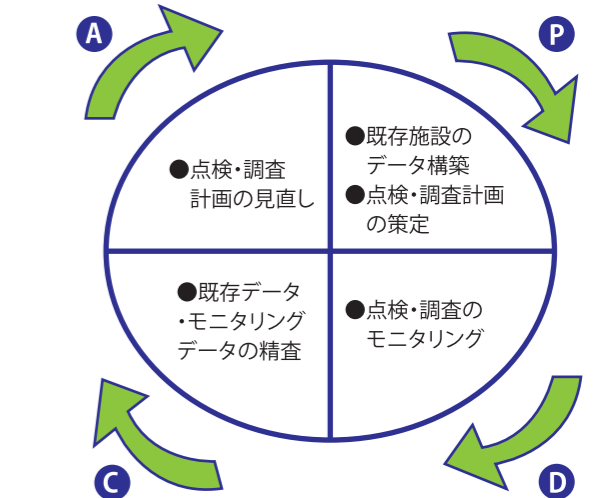 A
P
●点検・調査
計画の見直し
●既存施設の
データ構築
●点検・調査計画
の策定
●既存データ
・モニタリング
データの精査
●点検・調査の
モニタリング
C
D